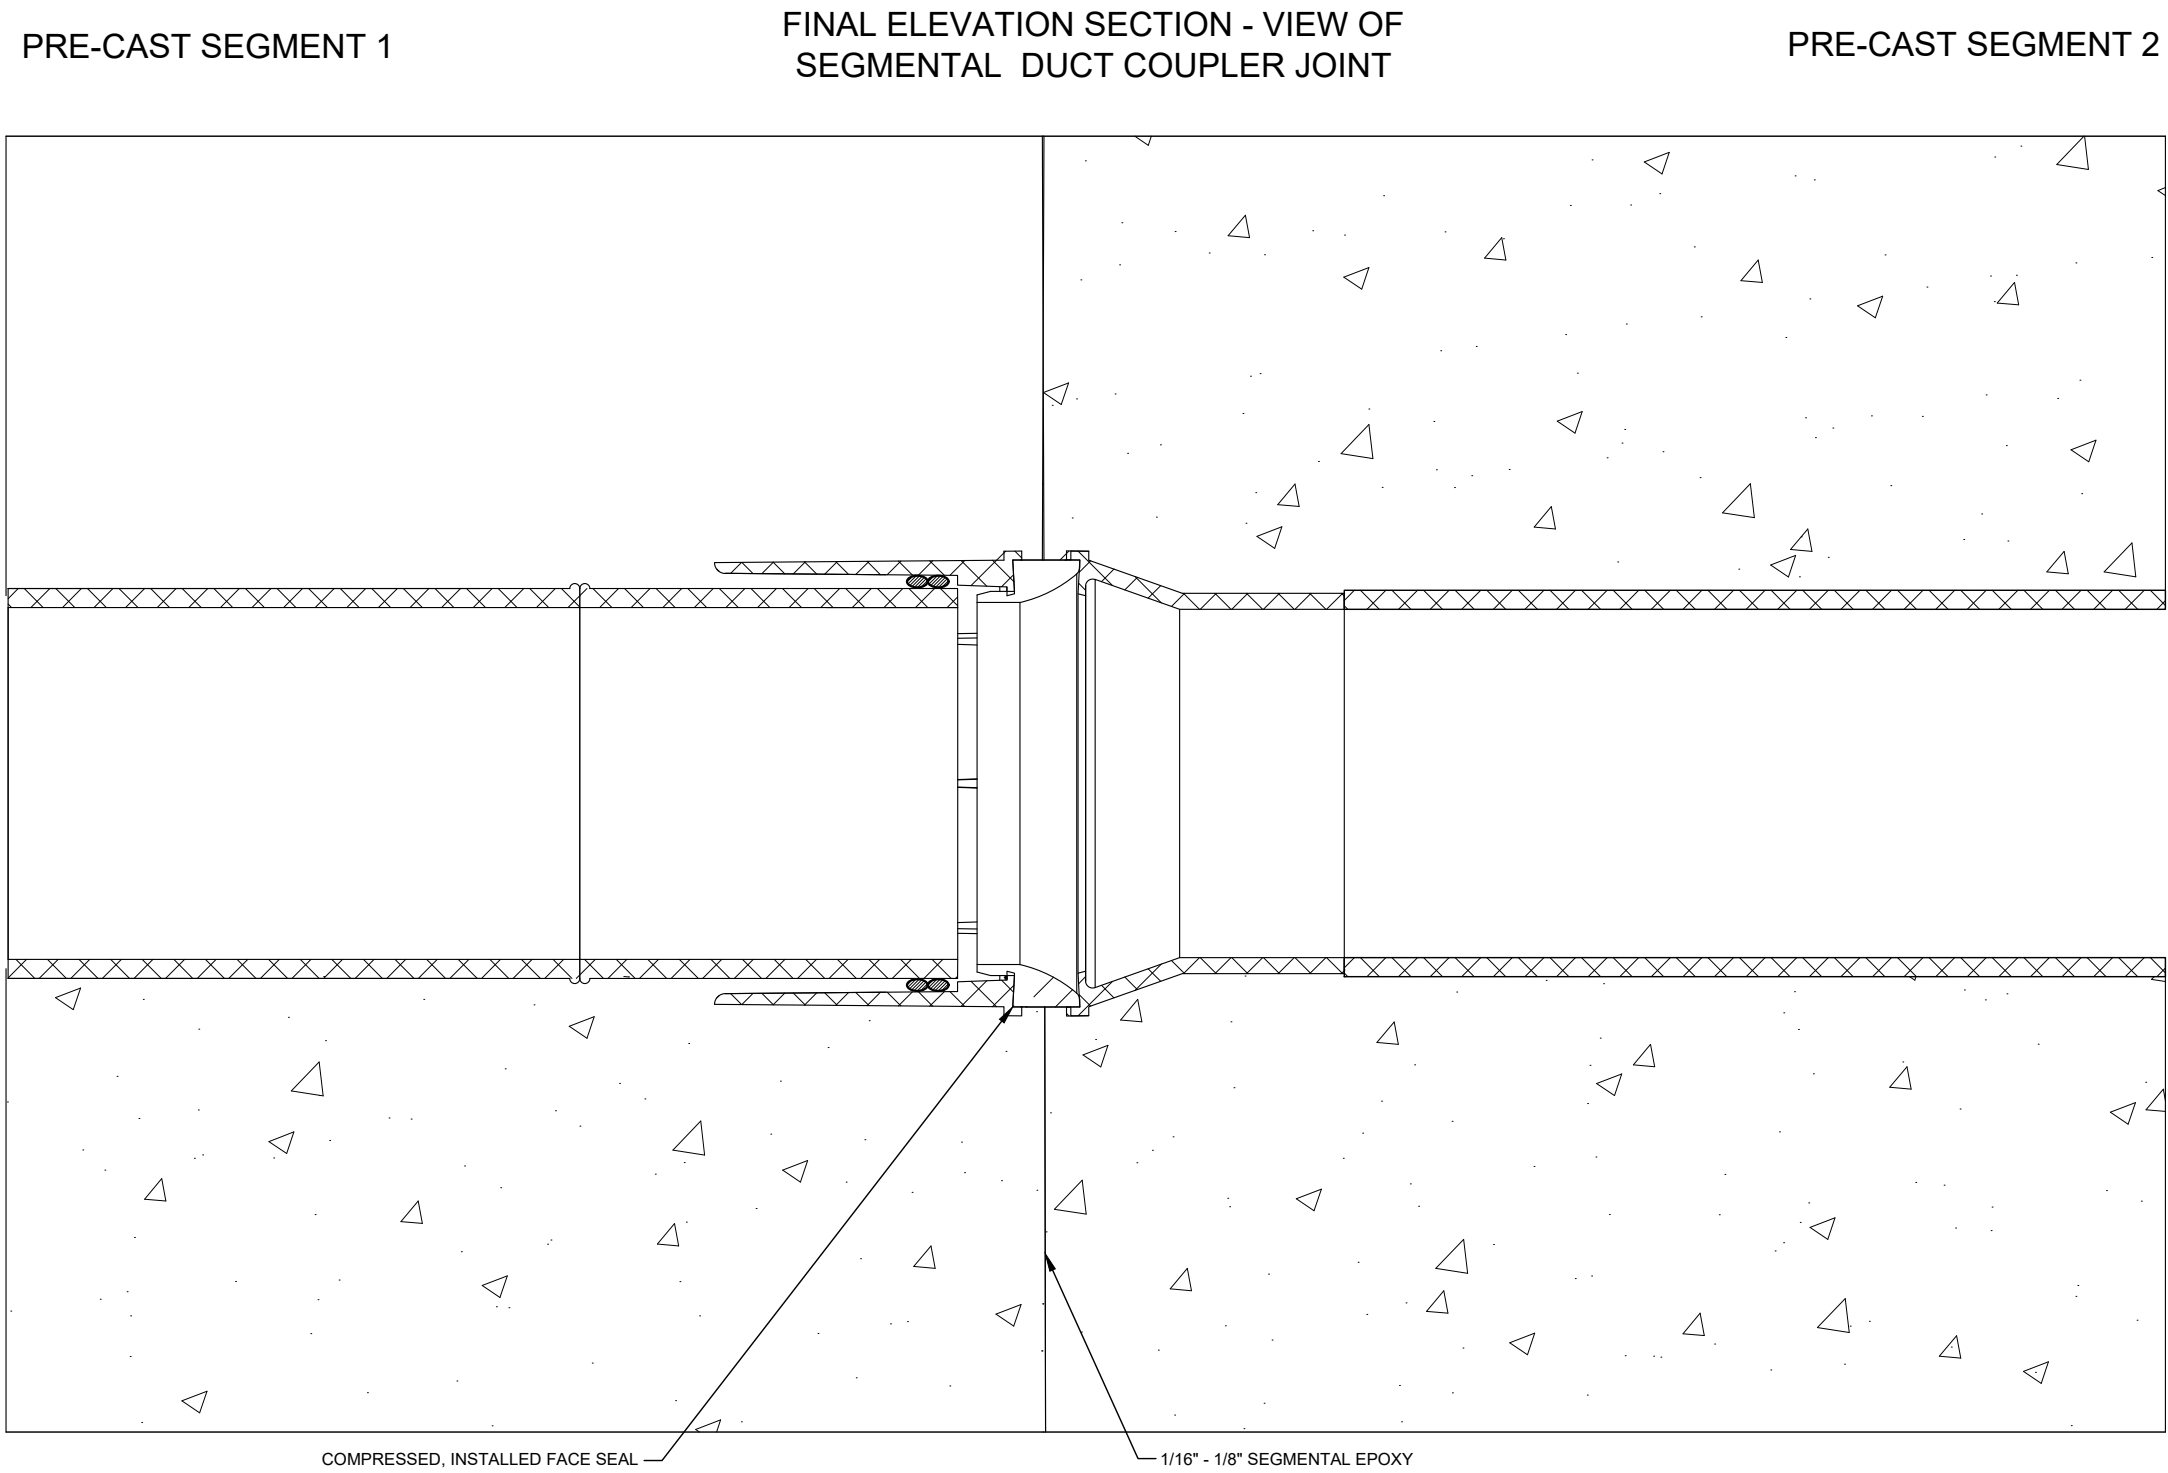 PRE-CAST SEGMENT 1
FINAL ELEVATION SECTION - VIEW OF
SEGMENTAL DUCT COUPLER JOINT
PRE-CAST SEGMENT 2
COMPRESSED, INSTALLED FACE SEAL
1/16" - 1/8" SEGMENTAL EPOXY